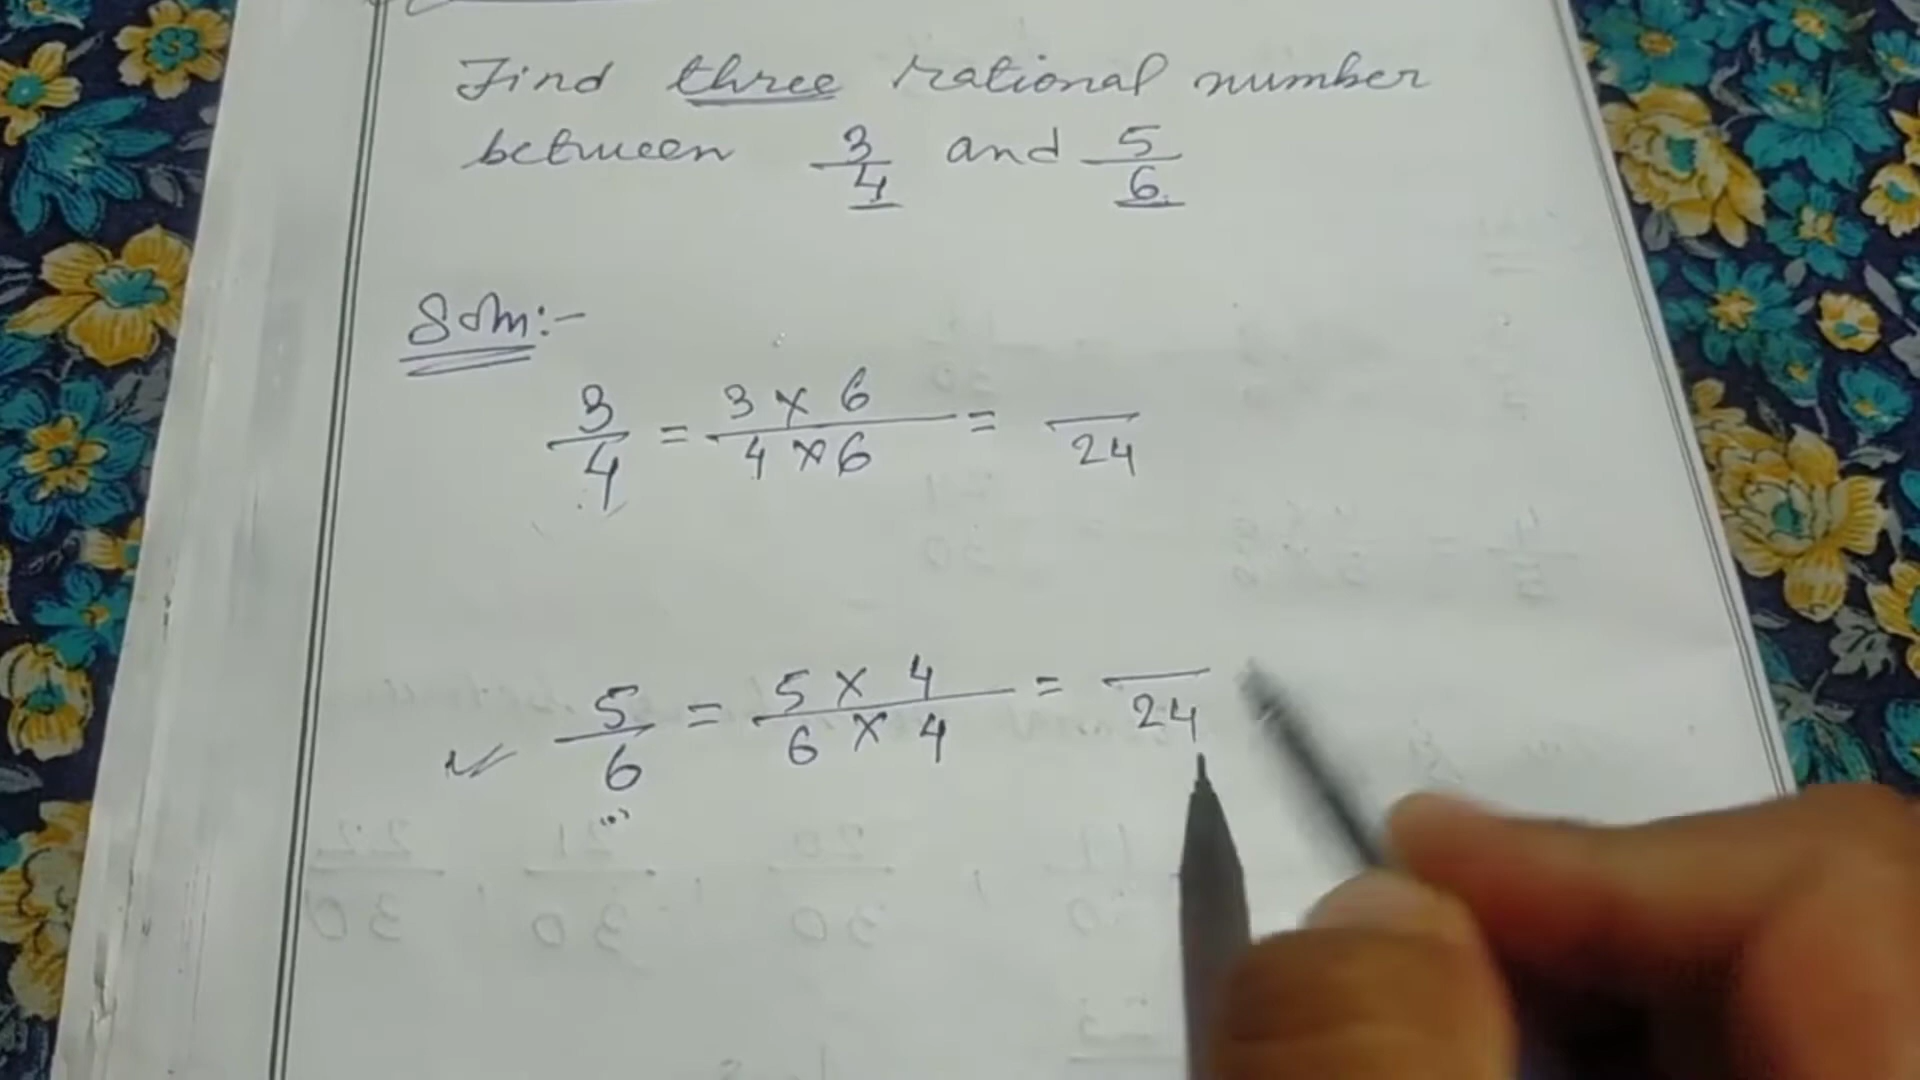 Find three rational number
between 3/4 and 5/6.
Soln:-
3/4 = 3 × 6 / 4 × 6 = /24
5/6 = 5 × 4 / 6 × 4 = /24